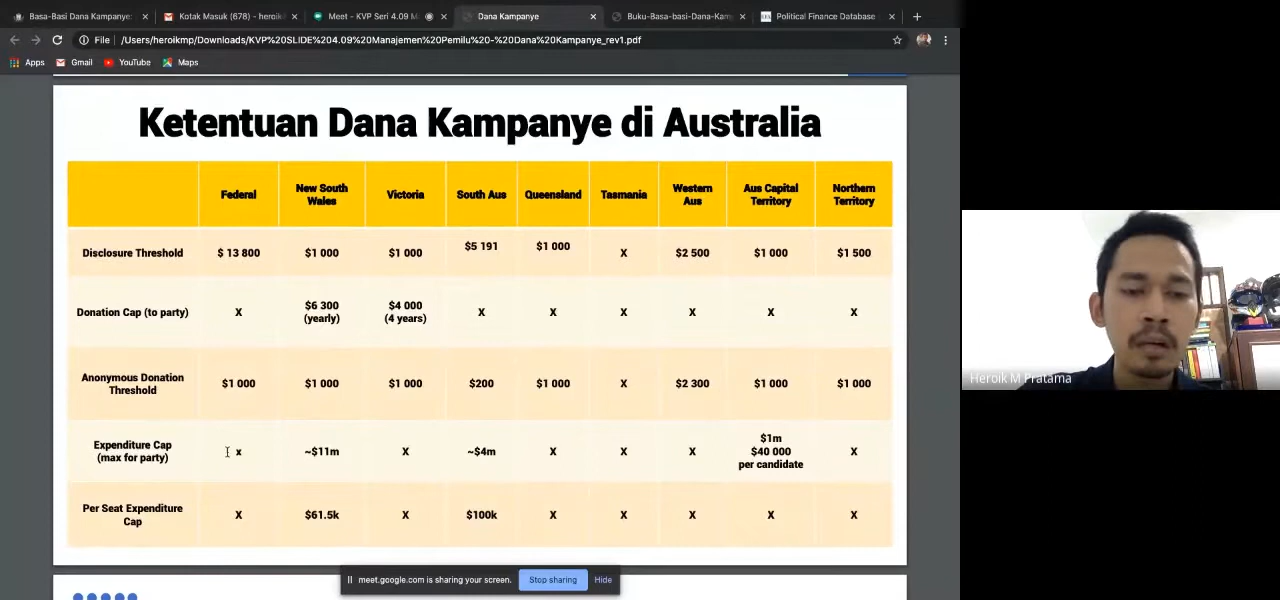 Basa-Basi Dana Kampanye:
Kotak Masuk (678) - heroik
Meet - KVP Seri 4.09 M
Dana Kampanye
Buku-Basa-basi-Dana-Kam
Political Finance Database
File
/Users/heroikmp/Downloads/KVP%20SLIDE%204.09%20Manajemen%20Pemilu%20-%20Dana%20Kampanye_rev1.pdf
Apps
Gmail
YouTube
Maps
Ketentuan Dana Kampanye di Australia
Federal
New South
Wales
Victoria
South Aus
Queensland
Tasmania
Western
Aus
Aus Capital
Territory
Northern
Territory
Disclosure Threshold
$ 13 800
$1 000
$1 000
$5 191
$1 000
X
$2 500
$1 000
$1 500
Donation Cap (to party)
X
$6 300
(yearly)
$4 000
(4 years)
X
X
X
X
X
X
Anonymous Donation
Threshold
$1 000
$1 000
$1 000
$200
$1 000
X
$2 300
$1 000
$1 000
Expenditure Cap
(max for party)
x
~$11m
X
~$4m
X
X
X
$1m
$40 000
per candidate
X
Per Seat Expenditure
Cap
X
$61.5k
X
$100k
X
X
X
X
X
meet.google.com is sharing your screen.
Stop sharing
Hide
Heroik M Pratama